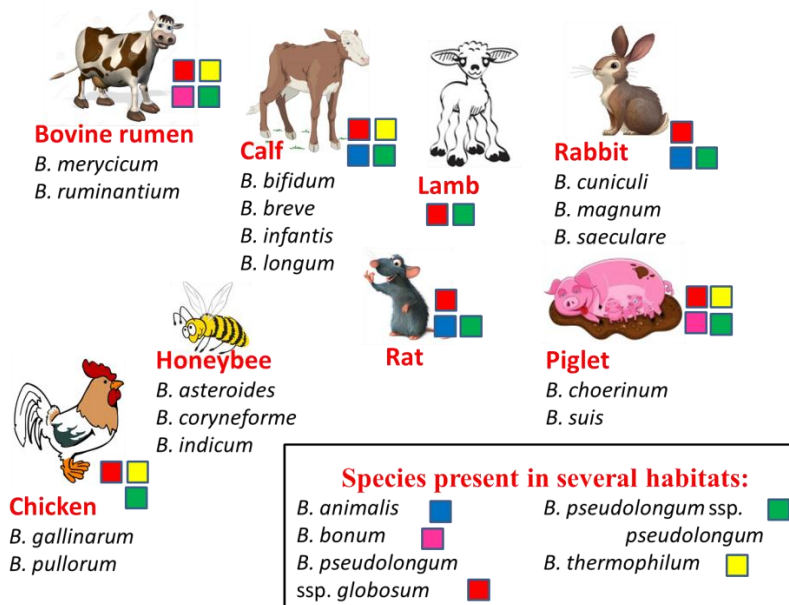 Bovine rumen
B. merycicum
B. ruminantium
Calf
B. bifidum
B. breve
B. infantis
B. longum
Lamb
Rabbit
B. cuniculi
B. magnum
B. saeculare
Honeybee
B. asteroides
B. coryneforme
B. indicum
Rat
Piglet
B. choerinum
B. suis
Chicken
B. gallinarum
B. pullorum
Species present in several habitats:
B. animalis
B. bonum
B. pseudolongum
ssp. globosum
B. pseudolongum ssp.
pseudolongum
B. thermophilum